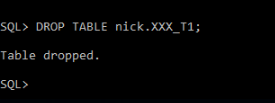 SQL> DROP TABLE nick.XXX_T1;
Table dropped.
SQL>